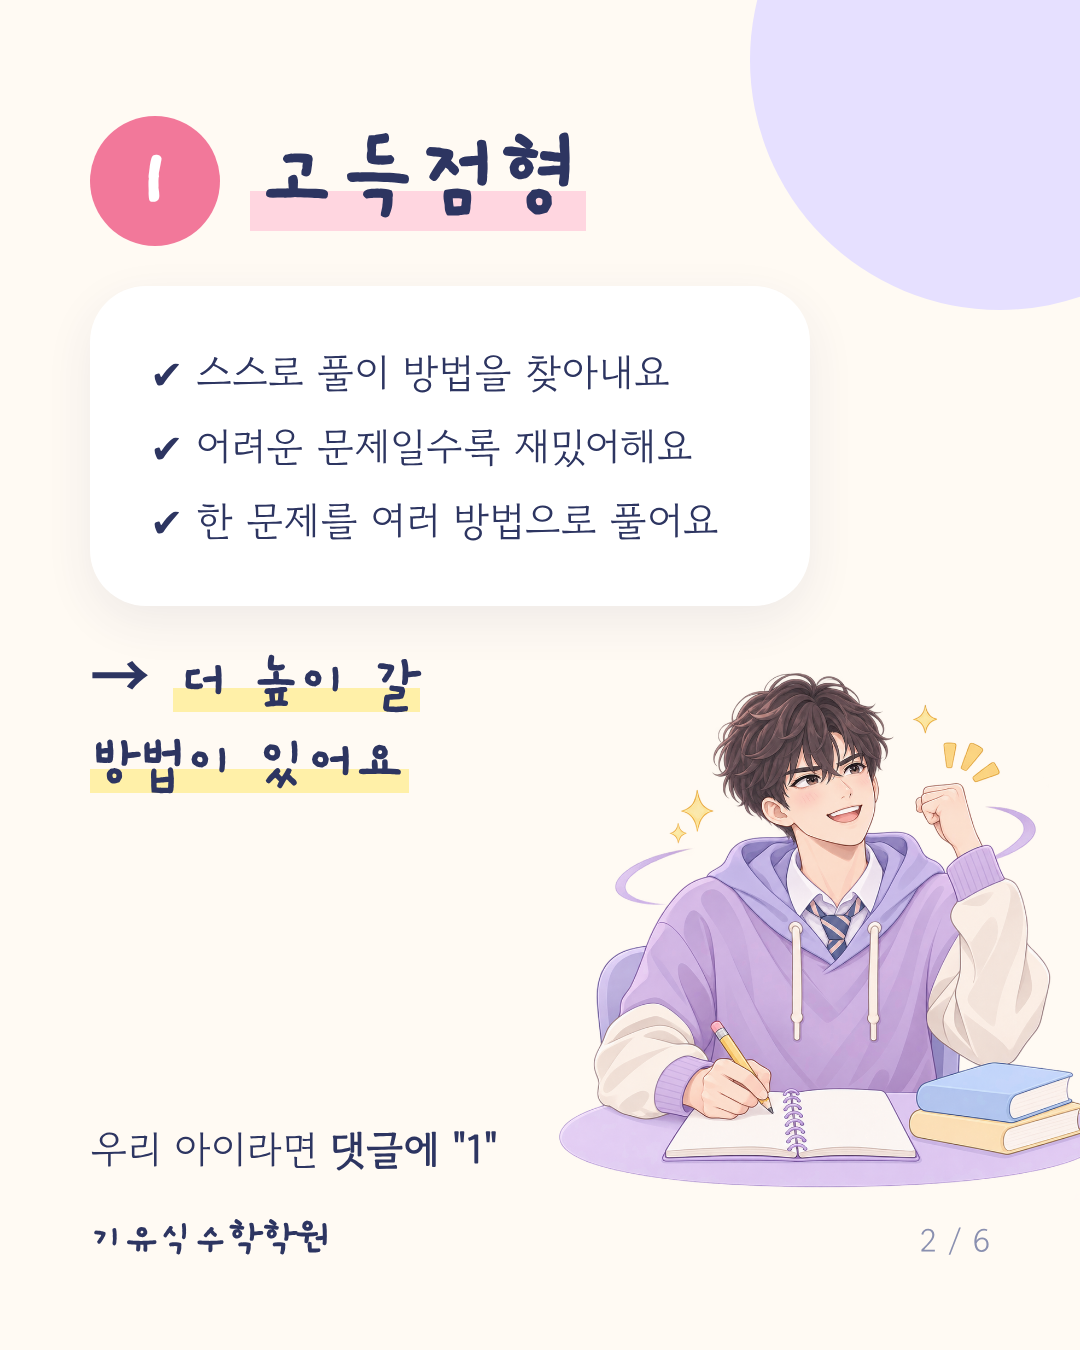 1
고득점형
✔ 스스로 풀이 방법을 찾아내요
✔ 어려운 문제일수록 재밌어해요
✔ 한 문제를 여러 방법으로 풀어요
→ 더 높이 갈
방법이 있어요
우리 아이라면 댓글에 "1"
기유식수학학원
2 / 6